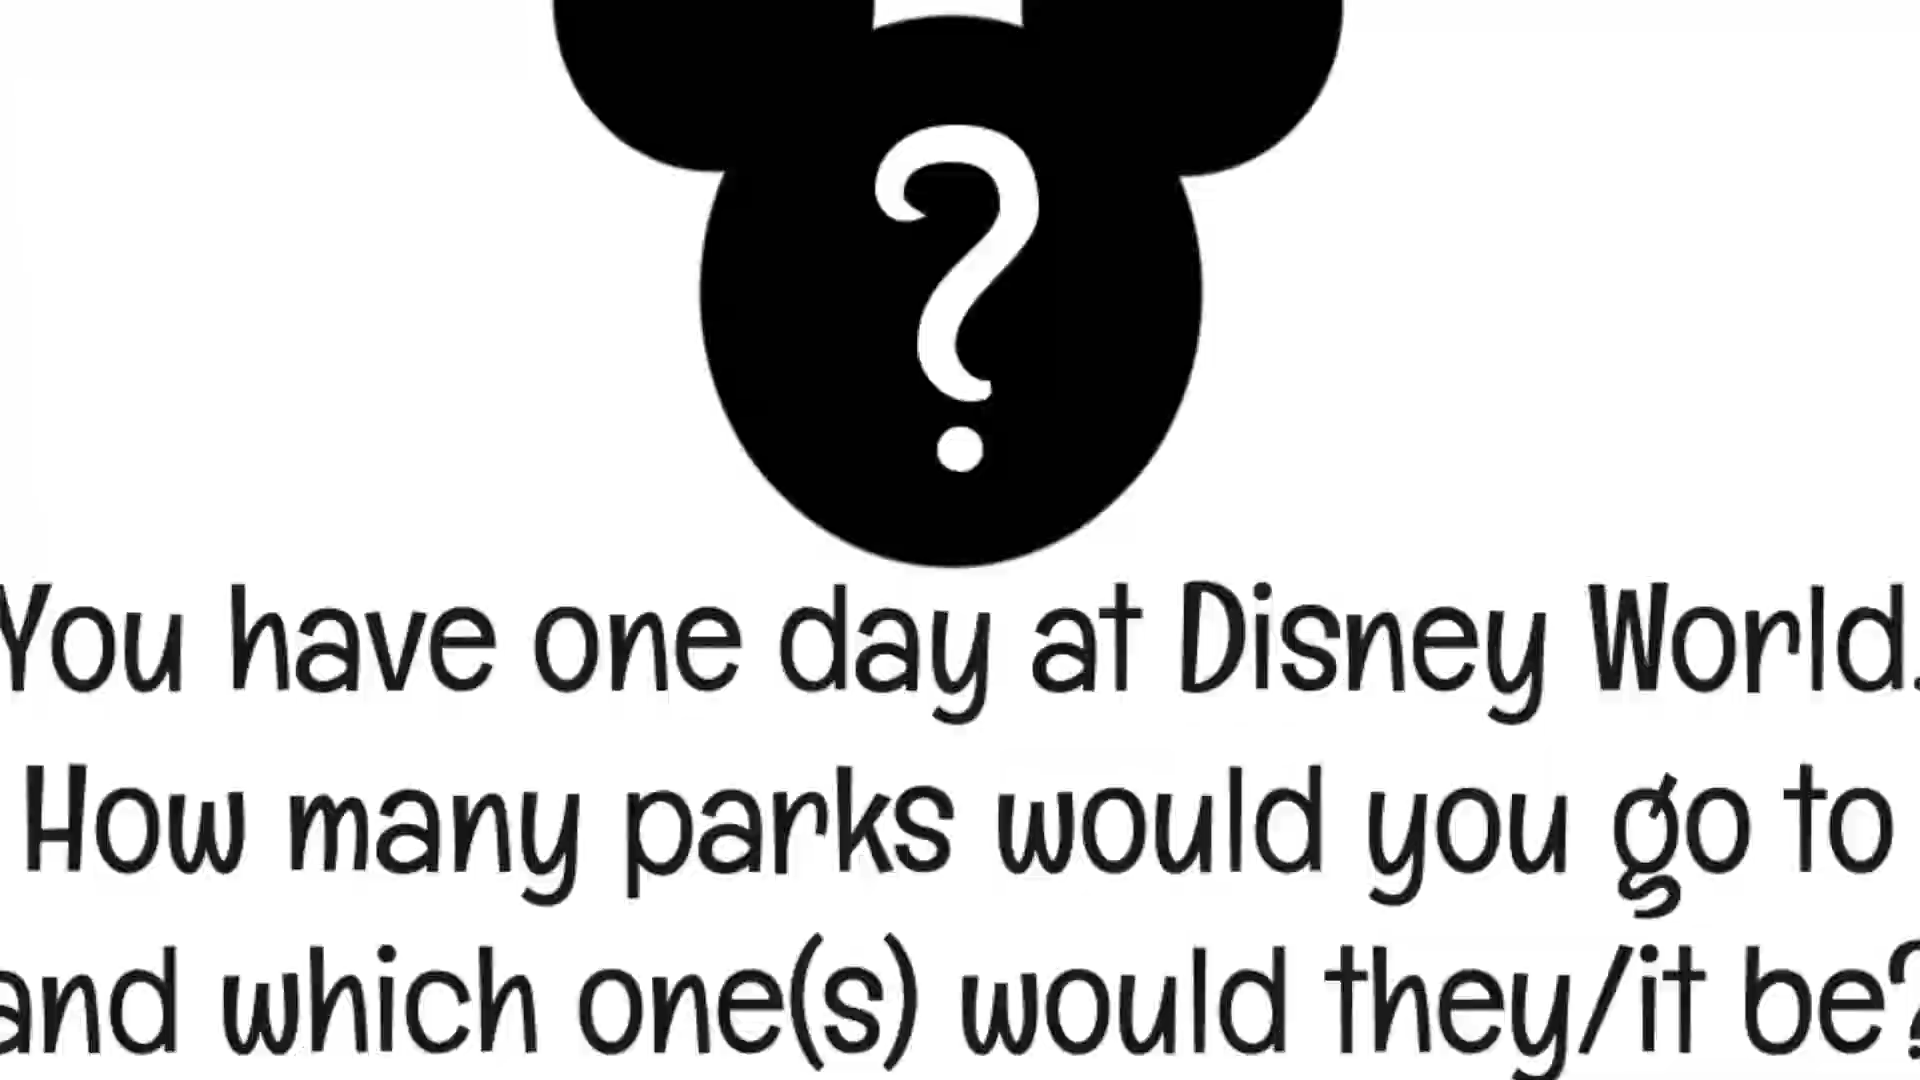 ?
You have one day at Disney World.
How many parks would you go to
and which one(s) would they/it be?